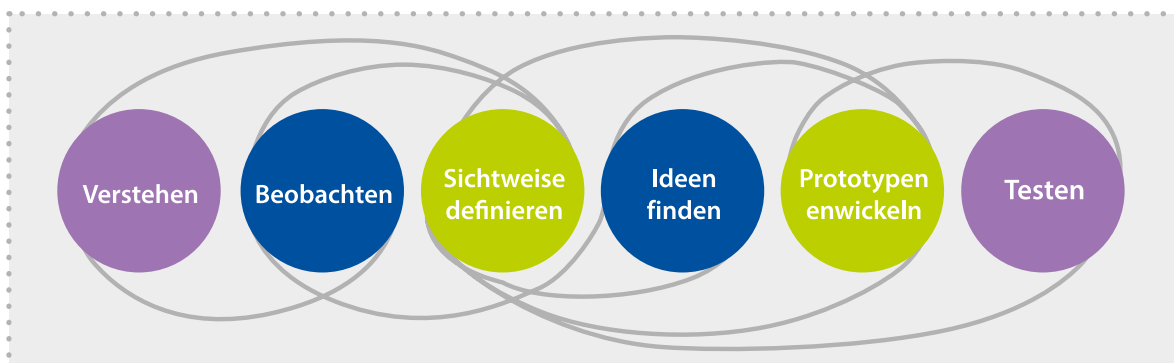 Verstehen
Beobachten
Sichtweise
definieren
Ideen
finden
Prototypen
enwickeln
Testen